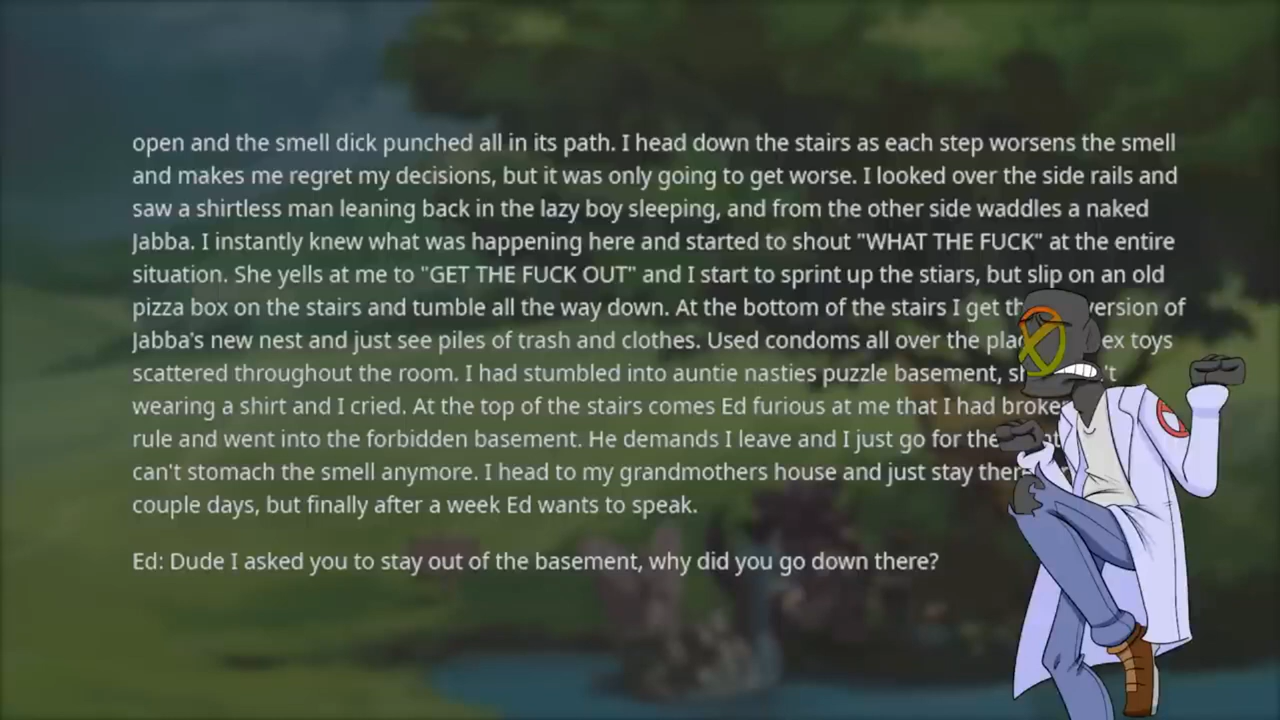 open and the smell dick punched all in its path. I head down the stairs as each step worsens the smell
and makes me regret my decisions, but it was only going to get worse. I looked over the side rails and
saw a shirtless man leaning back in the lazy boy sleeping, and from the other side waddles a naked
Jabba. I instantly knew what was happening here and started to shout "WHAT THE FUCK" at the entire
situation. She yells at me to "GET THE FUCK OUT" and I start to sprint up the stiars, but slip on an old
pizza box on the stairs and tumble all the way down. At the bottom of the stairs I get version of
Jabba's new nest and just see piles of trash and clothes. Used condoms all over the toys
scattered throughout the room. I had stumbled into auntie nasties puzzle basement,
wearing a shirt and I cried. At the top of the stairs comes Ed furious at me that I had
rule and went into the forbidden basement. He demands I leave and I just go for the
can't stomach the smell anymore. I head to my grandmothers house and just stay
couple days, but finally after a week Ed wants to speak.
Ed: Dude I asked you to stay out of the basement, why did you go down there?